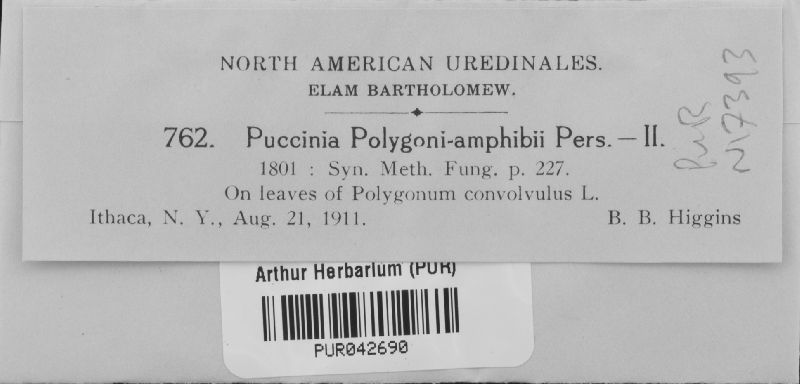 NORTH AMERICAN UREDINALES.
ELAM BARTHOLOMEW.
762. Puccinia Polygoni-amphibii Pers. — II.
1801 : Syn. Meth. Fung. p. 227.
On leaves of Polygonum convolvulus L.
Ithaca, N. Y., Aug. 21, 1911. B. B. Higgins
PUR
N17393
Arthur Herbarium (PUR)
PUR042690